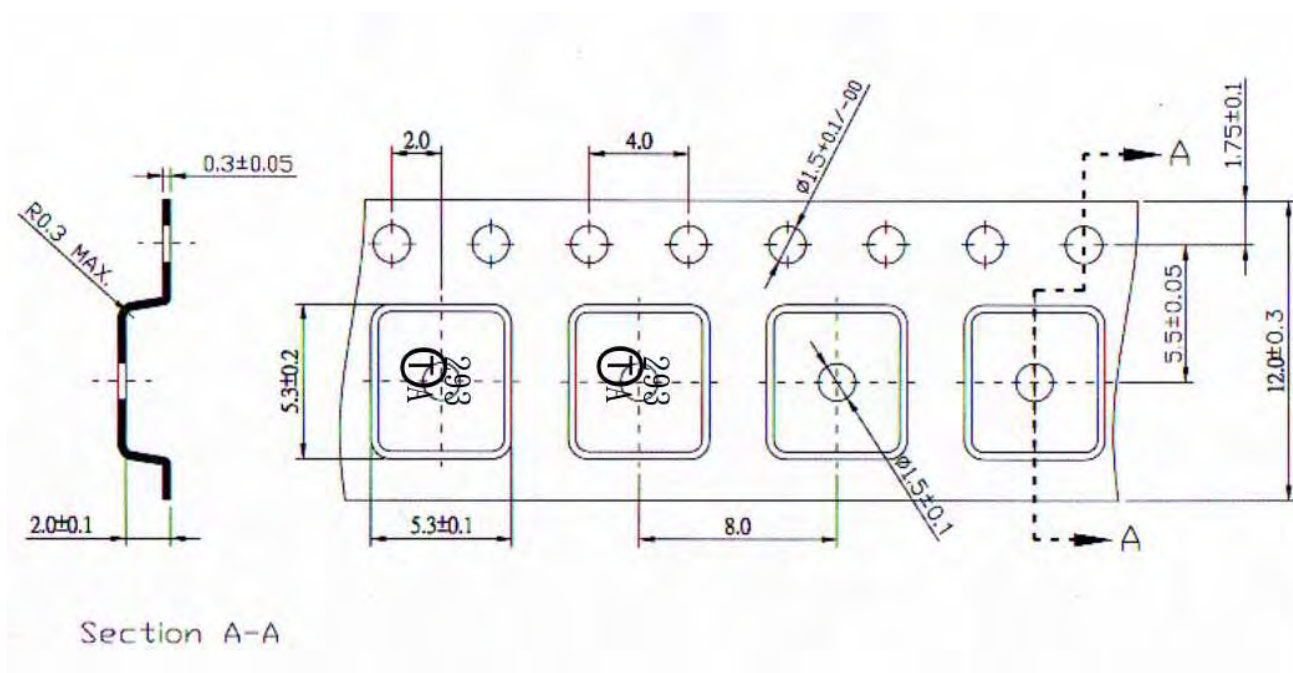 2.0
4.0
Ø1.5+0.1/-00
A
1.75±0.1
0.3±0.05
R0.3 MAX.
5.3±0.2
T
293
A
T
293
A
5.5±0.05
12.0±0.3
Ø1.5±0.1
2.0±0.1
5.3±0.1
8.0
A
Section A-A